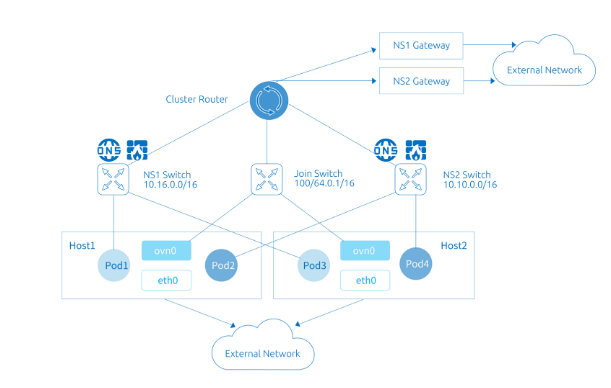 NS1 Gateway
NS2 Gateway
External Network
Cluster Router
DNS
NS1 Switch
10.16.0.0/16
Join Switch
100/64.0.1/16
DNS
NS2 Switch
10.10.0.0/16
Host1
ovn0
Pod1
Pod2
eth0
Host2
ovn0
Pod3
Pod4
eth0
External Network